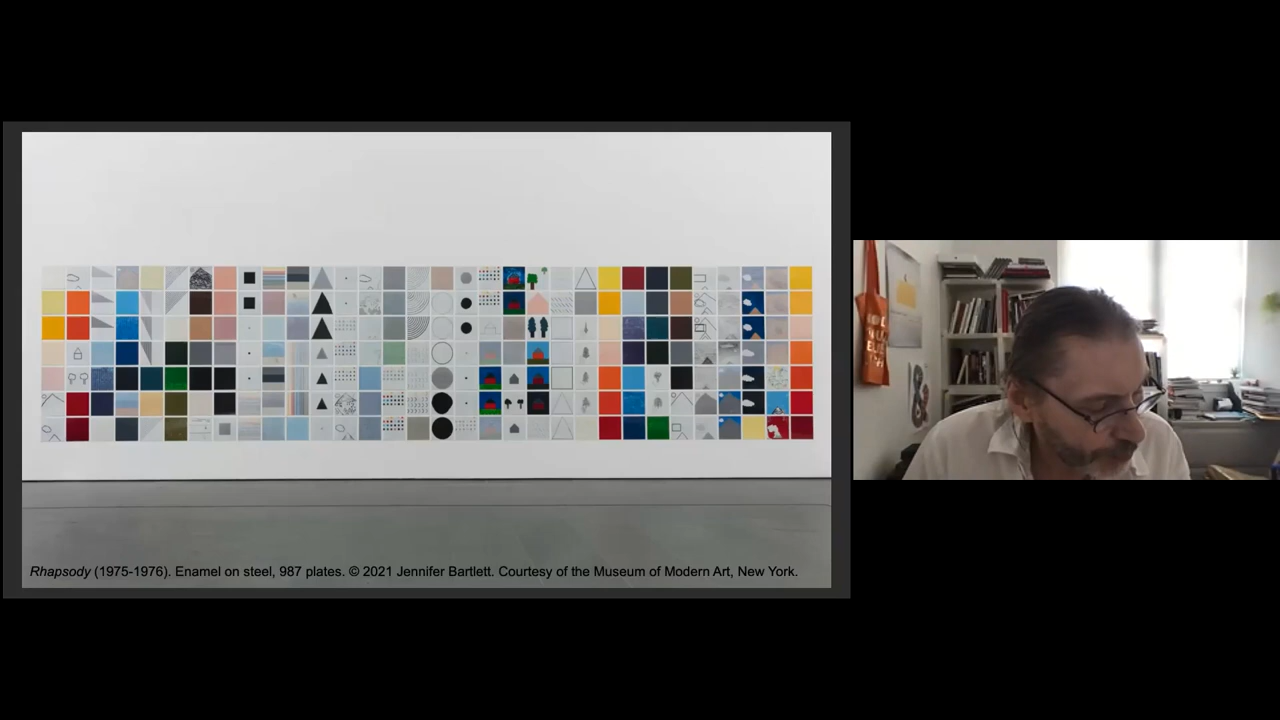 Rhapsody (1975-1976). Enamel on steel, 987 plates. © 2021 Jennifer Bartlett. Courtesy of the Museum of Modern Art, New York.